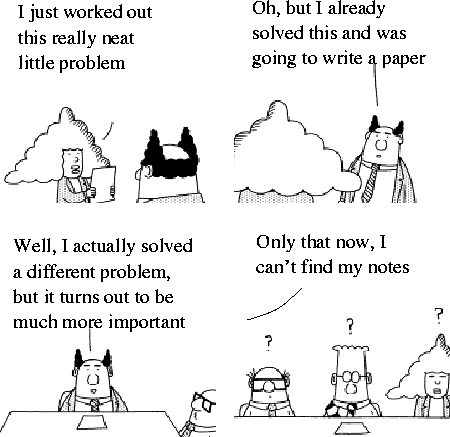 I just worked out
this really neat
little problem
Oh, but I already
solved this and was
going to write a paper
Well, I actually solved
a different problem,
but it turns out to be
much more important
Only that now, I
can't find my notes
?
?
?